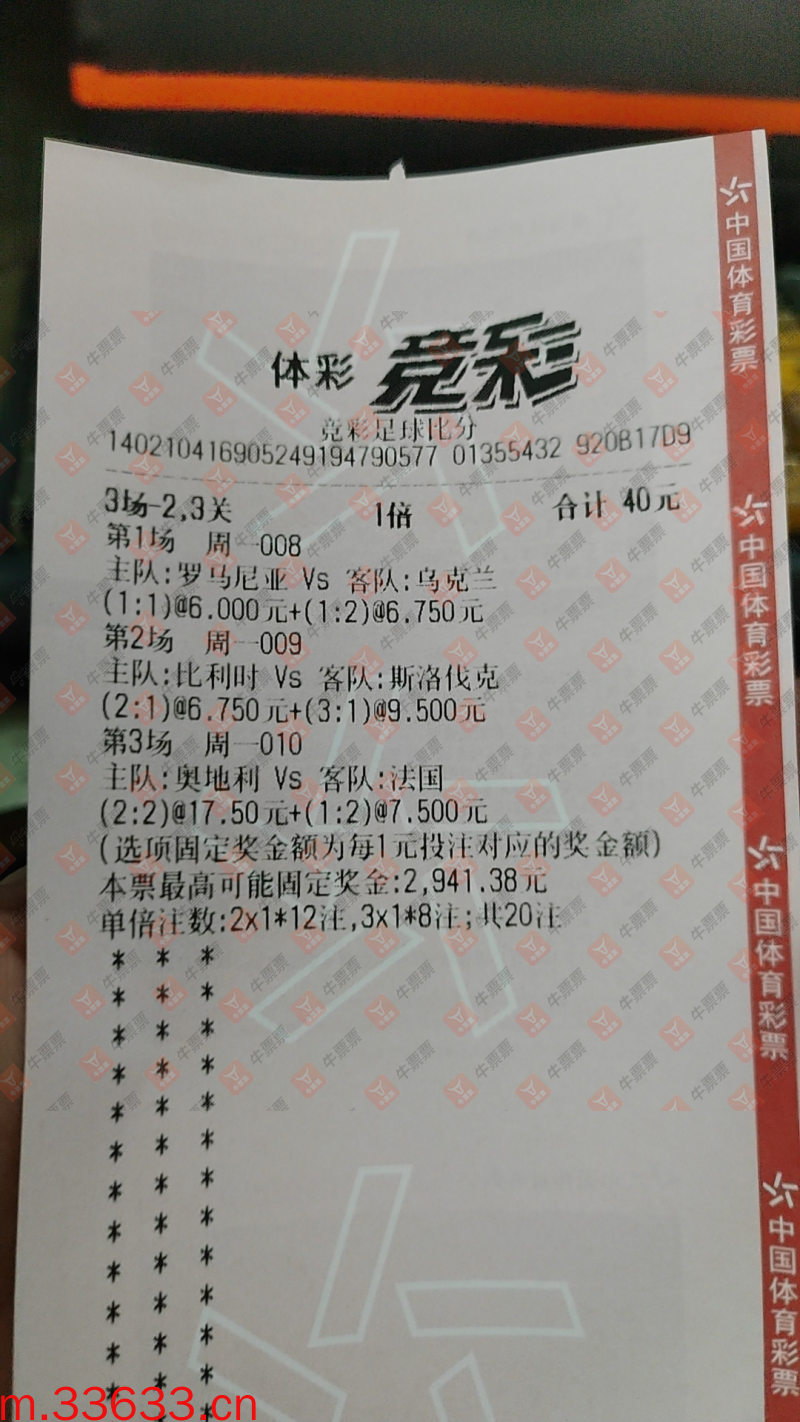 体彩 竞彩
竞彩足球比分
140210416905249194790577 01355432 920B17D9
3场-2,3关 1倍 合计 40元
第1场 周一008
主队:罗马尼亚 Vs 客队:乌克兰
(1:1)@6.000元+(1:2)@6.750元
第2场 周一009
主队:比利时 Vs 客队:斯洛伐克
(2:1)@6.750元+(3:1)@9.500元
第3场 周一010
主队:奥地利 Vs 客队:法国
(2:2)@17.50元+(1:2)@7.500元
(选项固定奖金额为每1元投注对应的奖金额)
本票最高可能固定奖金:2,941.38元
单倍注数:2x1*12注,3x1*8注;共20注
中国体育彩票
中国体育彩票
中国体育彩票
中国体育彩票
牛票票
m.33633.cn